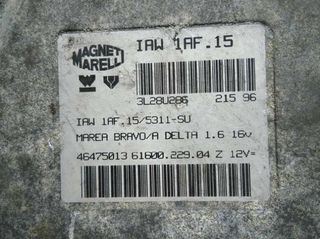 MAGNETI
MARELLI
IAW 1AF.15
3L28U286 215 96
IAW 1AF.15/5311-SU
MAREA BRAVO/A DELTA 1.6 16v
46475013 61600.229.04 Z 12V=